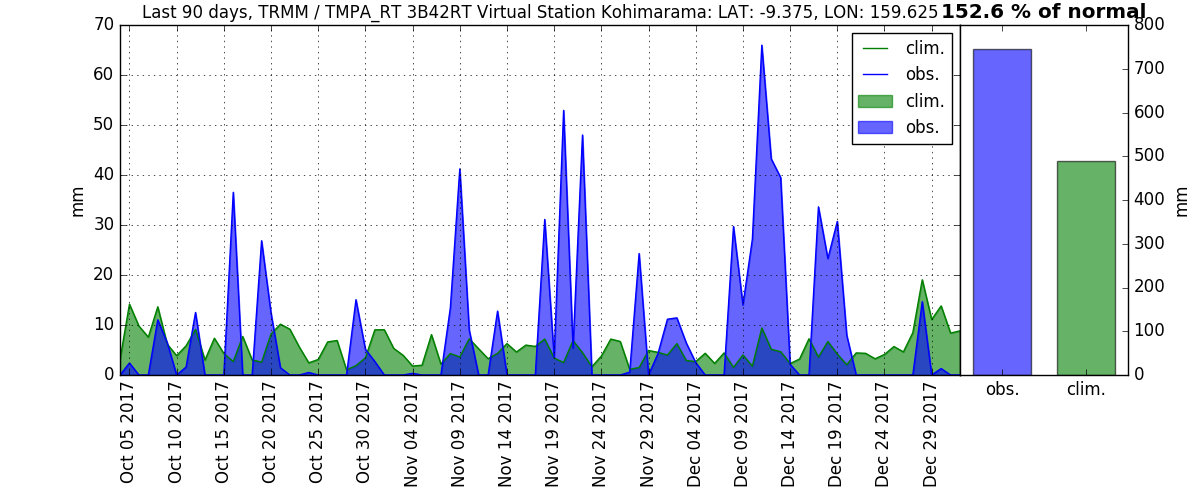 Last 90 days, TRMM / TMPA_RT 3B42RT Virtual Station Kohimarama: LAT: -9.375, LON: 159.625
152.6 % of normal
mm
70
60
50
40
30
20
10
0
clim.
obs.
clim.
obs.
Oct 05 2017
Oct 10 2017
Oct 15 2017
Oct 20 2017
Oct 25 2017
Oct 30 2017
Nov 04 2017
Nov 09 2017
Nov 14 2017
Nov 19 2017
Nov 24 2017
Nov 29 2017
Dec 04 2017
Dec 09 2017
Dec 14 2017
Dec 19 2017
Dec 24 2017
Dec 29 2017
800
700
600
500
400
300
200
100
0
mm
obs.
clim.